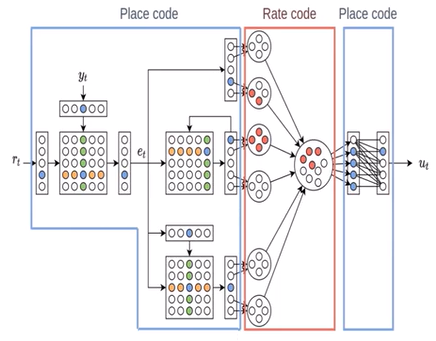 Place code
Rate code
Place code
y_t
r_t
e_t
u_t